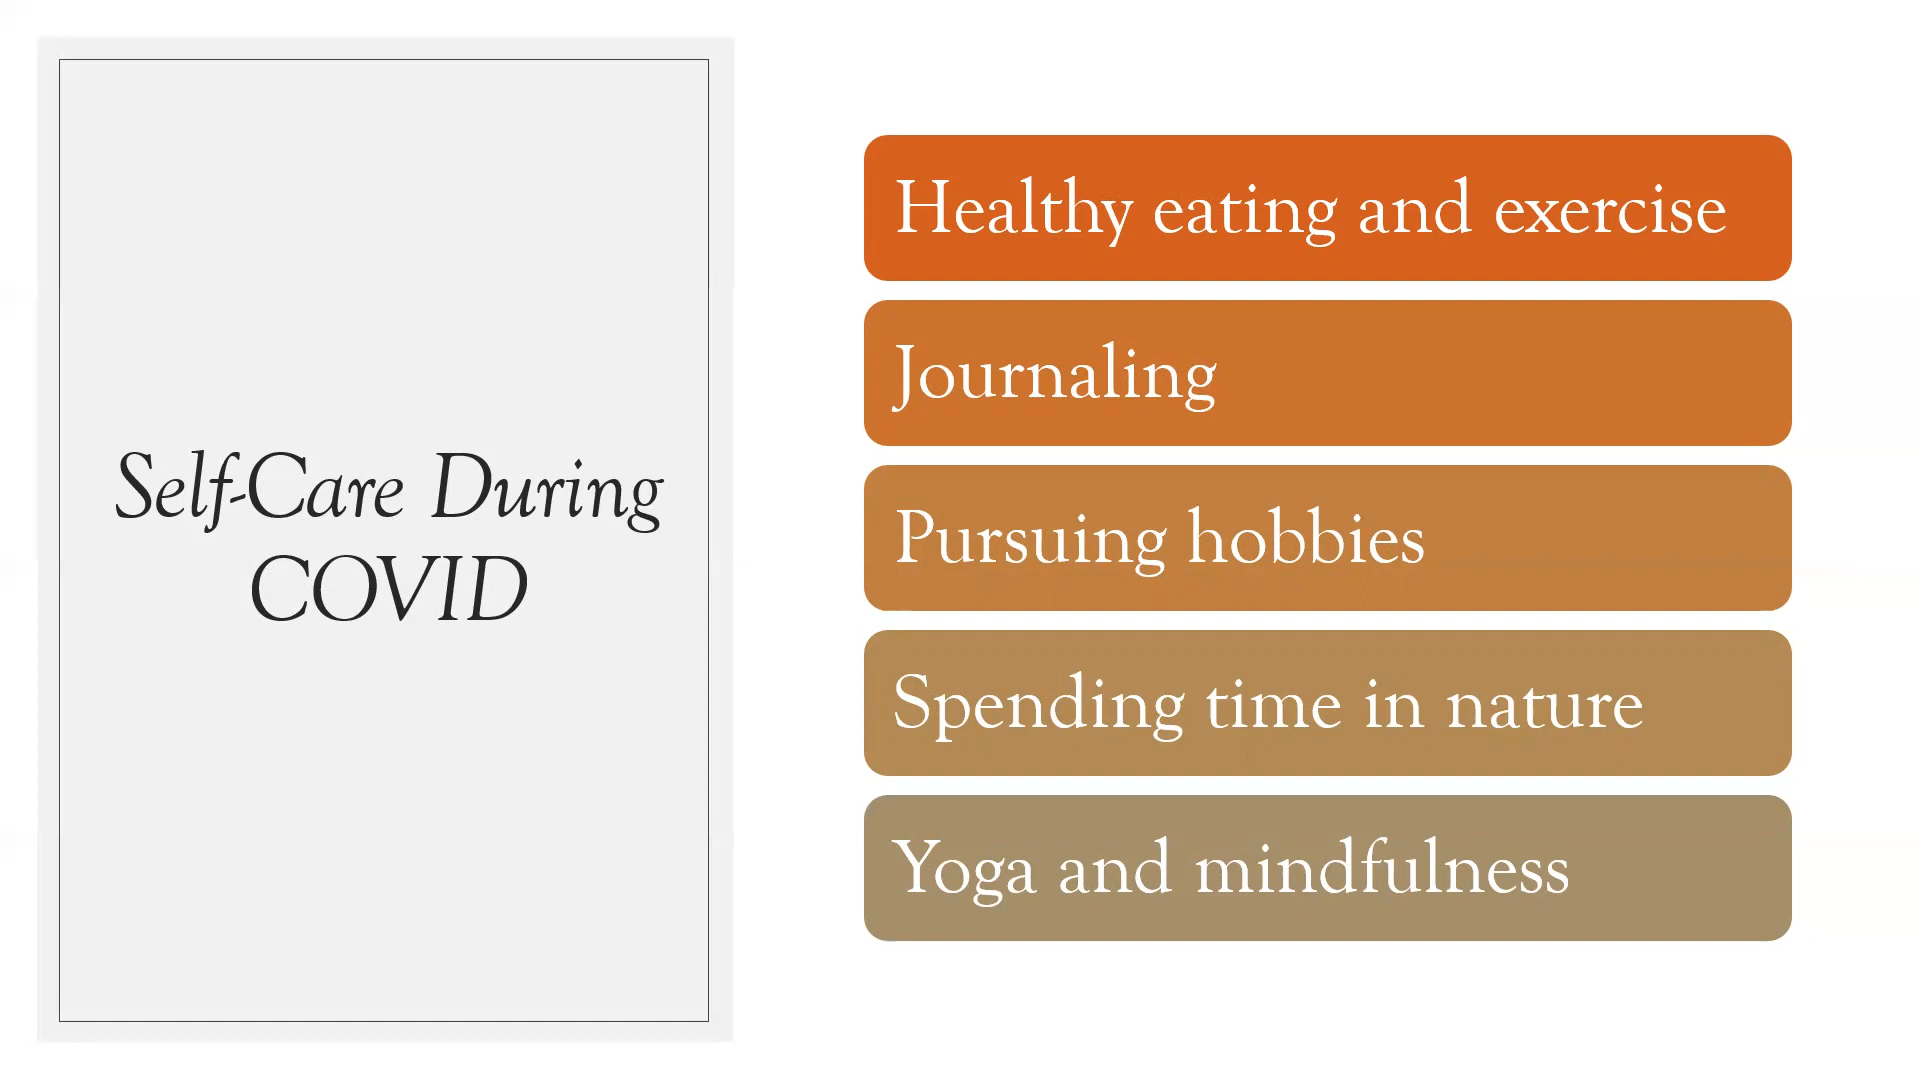 Self-Care During
COVID
Healthy eating and exercise
Journaling
Pursuing hobbies
Spending time in nature
Yoga and mindfulness